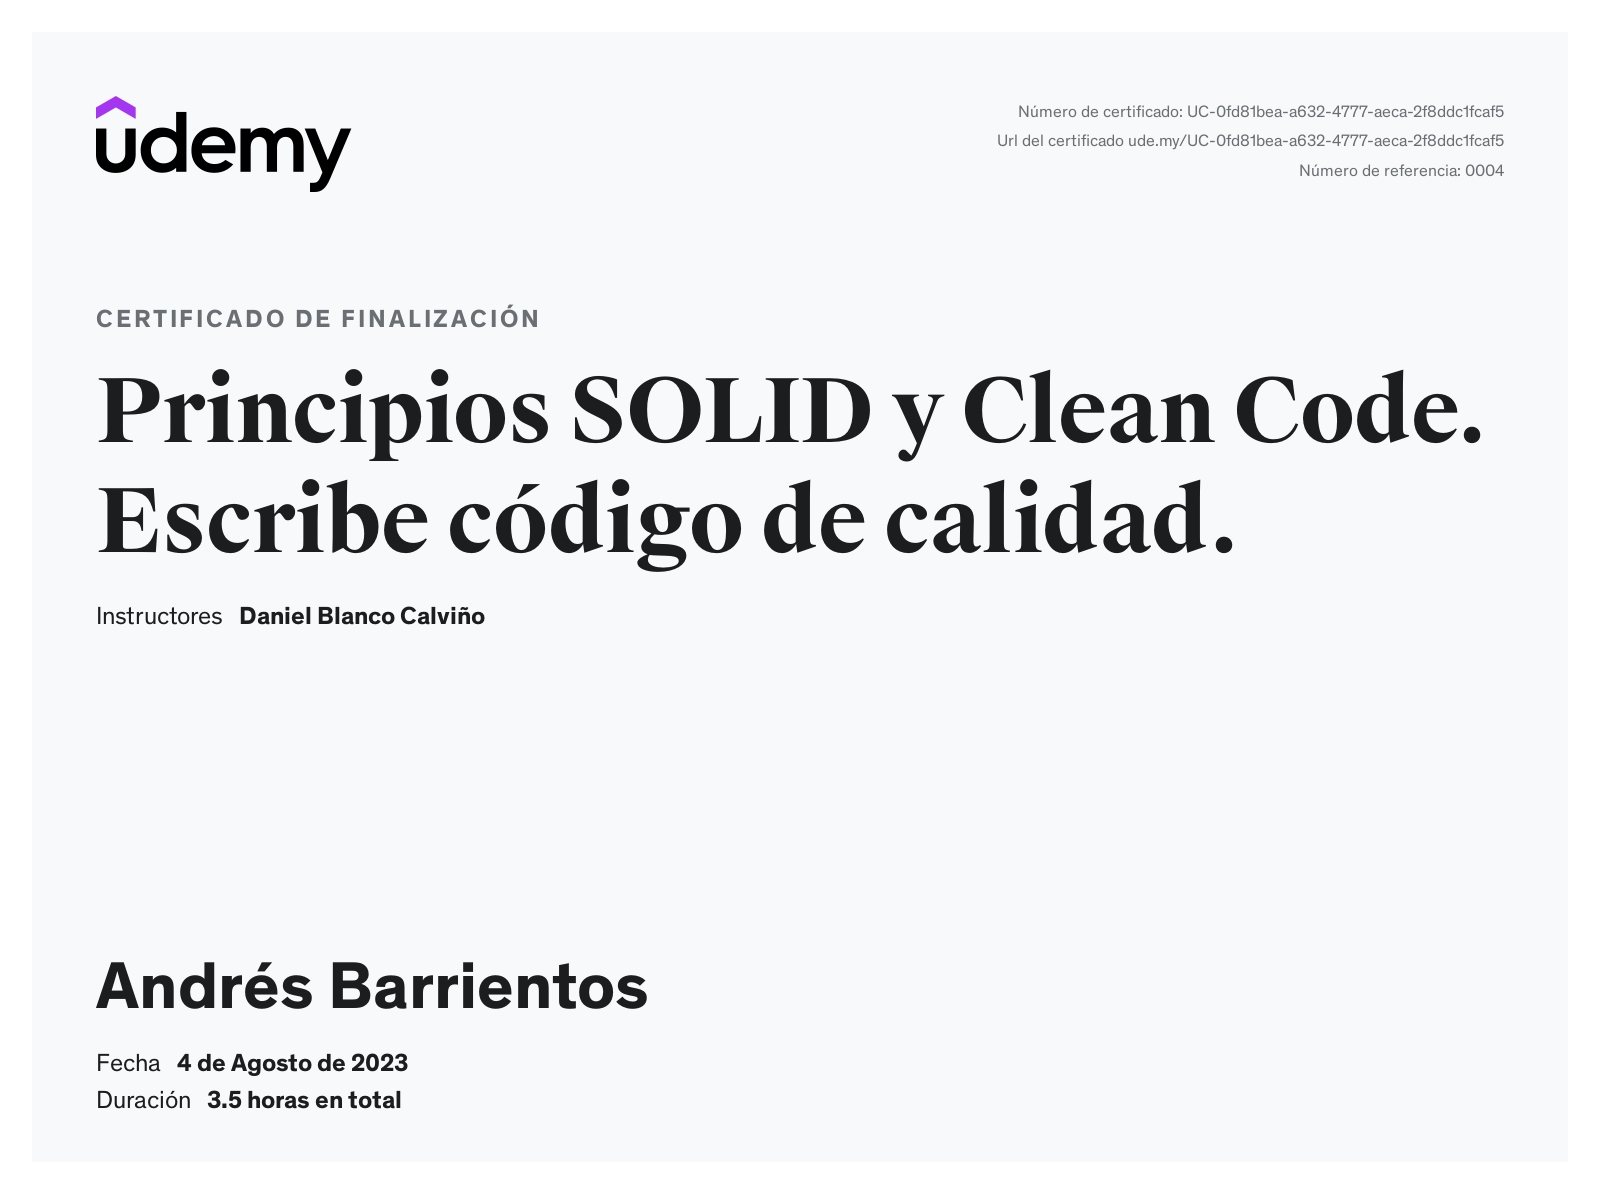 udemy
Número de certificado: UC-0fd81bea-a632-4777-aeca-2f8ddc1fcaf5
Url del certificado ude.my/UC-0fd81bea-a632-4777-aeca-2f8ddc1fcaf5
Número de referencia: 0004
CERTIFICADO DE FINALIZACIÓN
Principios SOLID y Clean Code.
Escribe código de calidad.
Instructores Daniel Blanco Calviño
Andrés Barrientos
Fecha 4 de Agosto de 2023
Duración 3.5 horas en total